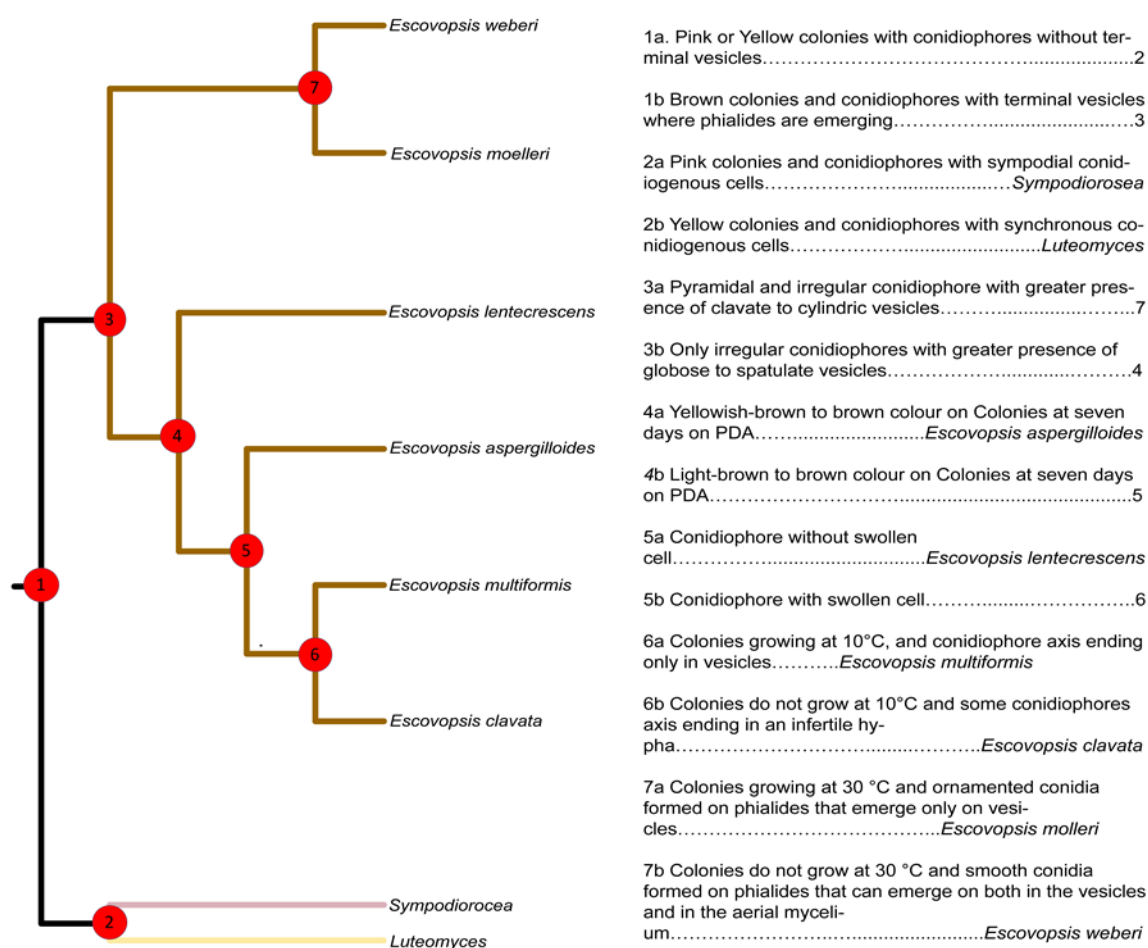 Escovopsis weberi
7
Escovopsis moelleri
3
Escovopsis lentecrescens
4
Escovopsis aspergilloides
5
1
Escovopsis multiformis
6
Escovopsis clavata
Sympodiorocea
2
Luteomyces
1a. Pink or Yellow colonies with conidiophores without ter-
minal vesicles…………………………………….....................2
1b Brown colonies and conidiophores with terminal vesicles
where phialides are emerging……………......................…..3
2a Pink colonies and conidiophores with sympodial conid-
iogenous cells…………………....................…Sympodiorosea
2b Yellow colonies and conidiophores with synchronous co-
nidiogenous cells………………...........................Luteomyces
3a Pyramidal and irregular conidiophore with greater pres-
ence of clavate to cylindric vesicles………..................……..7
3b Only irregular conidiophores with greater presence of
globose to spatulate vesicles………………............……….4
4a Yellowish-brown to brown colour on Colonies at seven
days on PDA……..........................Escovopsis aspergilloides
4b Light-brown to brown colour on Colonies at seven days
on PDA…………………………...........................................5
5a Conidiophore without swollen
cell……………................................Escovopsis lentecrescens
5b Conidiophore with swollen cell……….........……………..6
6a Colonies growing at 10°C, and conidiophore axis ending
only in vesicles………..Escovopsis multiformis
6b Colonies do not grow at 10°C and some conidiophores
axis ending in an infertile hy-
pha…………………………........………..Escovopsis clavata
7a Colonies growing at 30 °C and ornamented conidia
formed on phialides that emerge only on vesi-
cles…………………………………..Escovopsis molleri
7b Colonies do not grow at 30 °C and smooth conidia
formed on phialides that can emerge on both in the vesicles
and in the aerial myceli-
um……………………….…................Escovopsis weberi